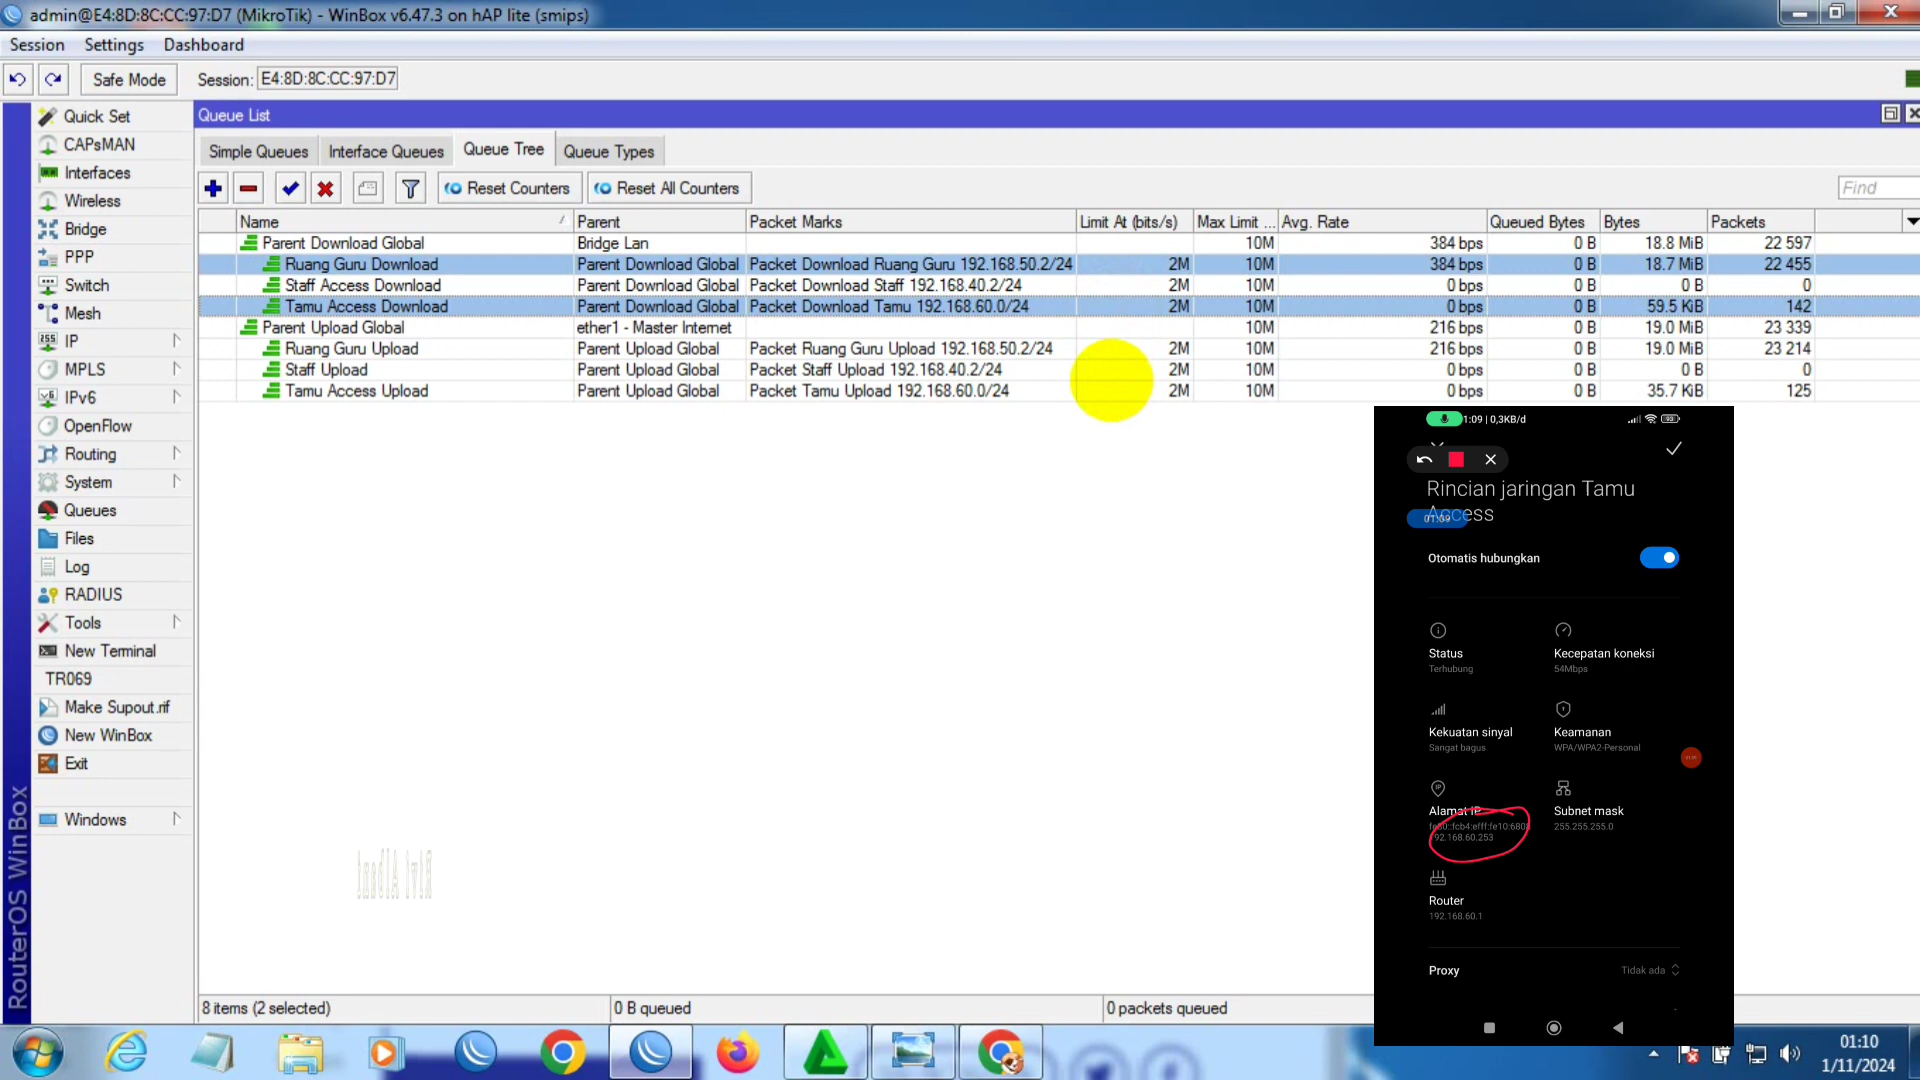 admin@E4:8D:8C:CC:97:D7 (MikroTik) - WinBox v6.47.3 on hAP lite (smips)
Session Settings Dashboard
Safe Mode Session: E4:8D:8C:CC:97:D7
Queue List
Simple Queues Interface Queues Queue Tree Queue Types
Reset Counters Reset All Counters Find
Name Parent Packet Marks Limit At (bits/s) Max Limit ... Avg. Rate Queued Bytes Bytes Packets
Parent Download Global Bridge Lan 10M 384 bps 0 B 18.8 MiB 22 597
Ruang Guru Download Parent Download Global Packet Download Ruang Guru 192.168.50.2/24 2M 10M 384 bps 0 B 18.7 MiB 22 455
Staff Access Download Parent Download Global Packet Download Staff 192.168.40.2/24 2M 10M 0 bps 0 B 0 B 0
Tamu Access Download Parent Download Global Packet Download Tamu 192.168.60.0/24 2M 10M 0 bps 0 B 59.5 KiB 142
Parent Upload Global ether1 - Master Internet 10M 216 bps 0 B 19.0 MiB 23 339
Ruang Guru Upload Parent Upload Global Packet Ruang Guru Upload 192.168.50.2/24 2M 10M 216 bps 0 B 19.0 MiB 23 214
Staff Upload Parent Upload Global Packet Staff Upload 192.168.40.2/24 2M 10M 0 bps 0 B 0 B 0
Tamu Access Upload Parent Upload Global Packet Tamu Upload 192.168.60.0/24 2M 10M 0 bps 0 B 35.7 KiB 125
Quick Set
CAPsMAN
Interfaces
Wireless
Bridge
PPP
Switch
Mesh
IP
MPLS
IPv6
OpenFlow
Routing
System
Queues
Files
Log
RADIUS
Tools
New Terminal
TR069
Make Supout.rif
New WinBox
Exit
Windows
RouterOS WinBox
1:09 | 0,3KB/d
93
Rincian jaringan Tamu
Access
01:09
Otomatis hubungkan
Status Kecepatan koneksi
Terhubung 54Mbps
Kekuatan sinyal Keamanan
Sangat bagus WPA/WPA2-Personal
Alamat IP Subnet mask
fe80::fcb4:efff:fe10:6808 255.255.255.0
192.168.60.253
Router
192.168.60.1
Proxy Tidak ada
Rivi Alband
8 items (2 selected) 0 B queued 0 packets queued
01:10
1/11/2024